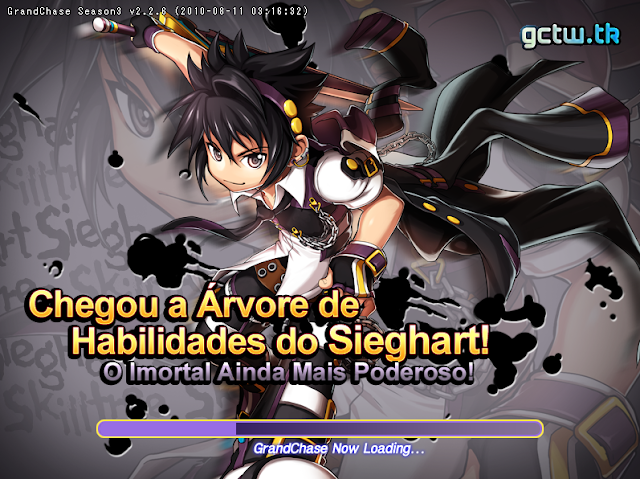 GrandChase Season3 v2.2.6 (2010-08-11 03:16:32)
gctw.tk
Chegou a Árvore de
Habilidades do Sieghart!
O Imortal Ainda Mais Poderoso!
GrandChase Now Loading...